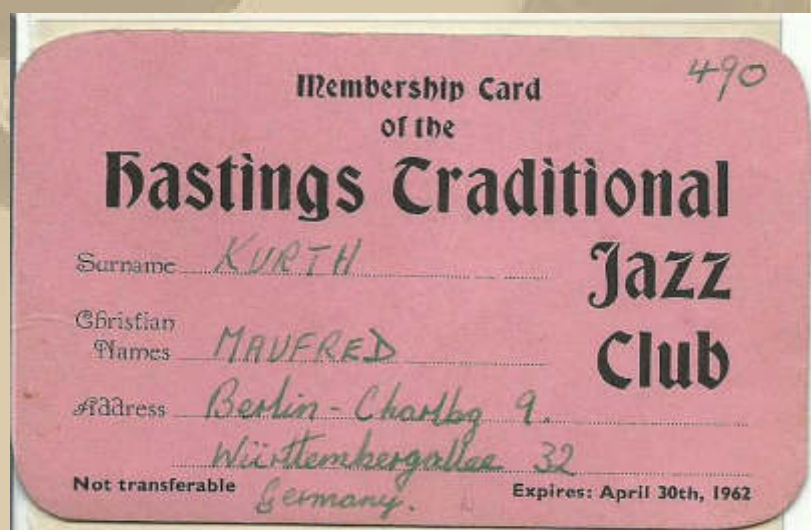 490
Membership Card
of the
Hastings Traditional
Jazz
Club
Surname KURTH
Christian
Names MAUFRED
Address Berlin - Charlbg 9.
Württembergallee 32
Germany.
Not transferable
Expires: April 30th, 1962